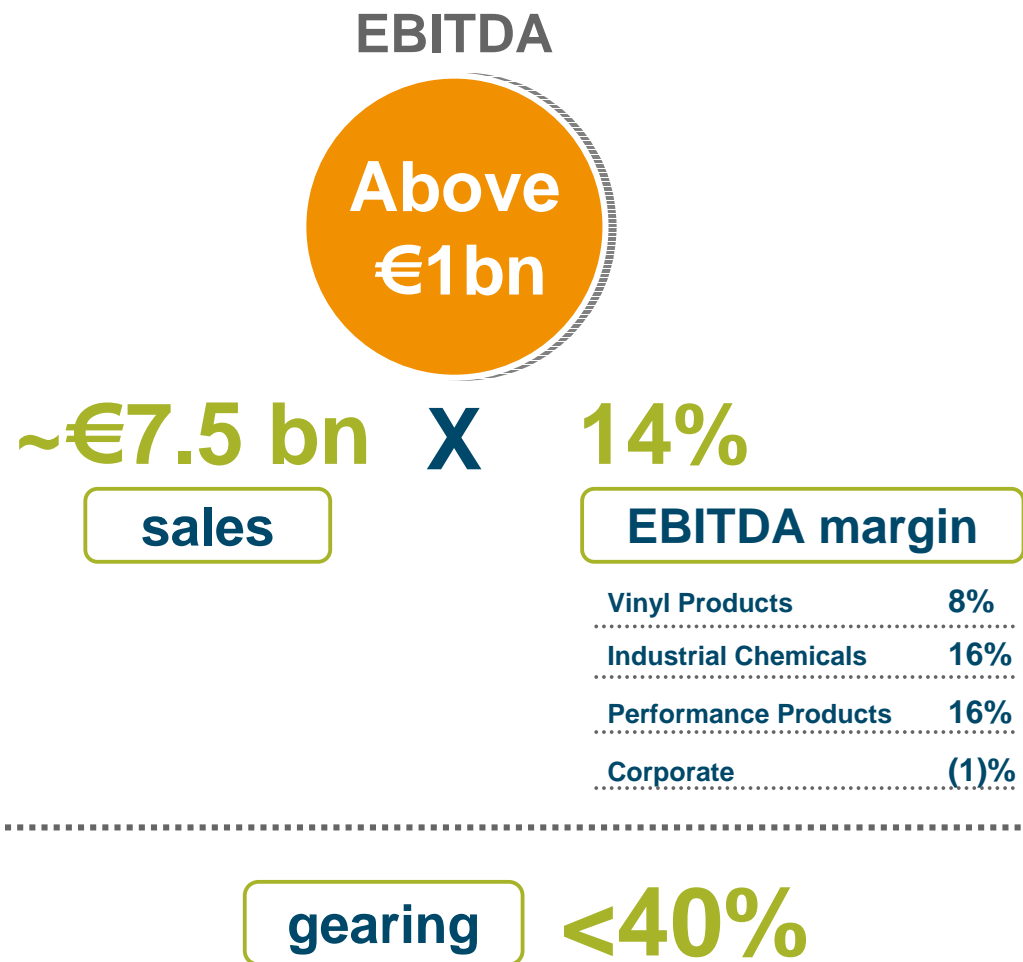 EBITDA
Above
€1bn
~€7.5 bn X 14%
sales
EBITDA margin
Vinyl Products 8%
Industrial Chemicals 16%
Performance Products 16%
Corporate (1)%
gearing <40%